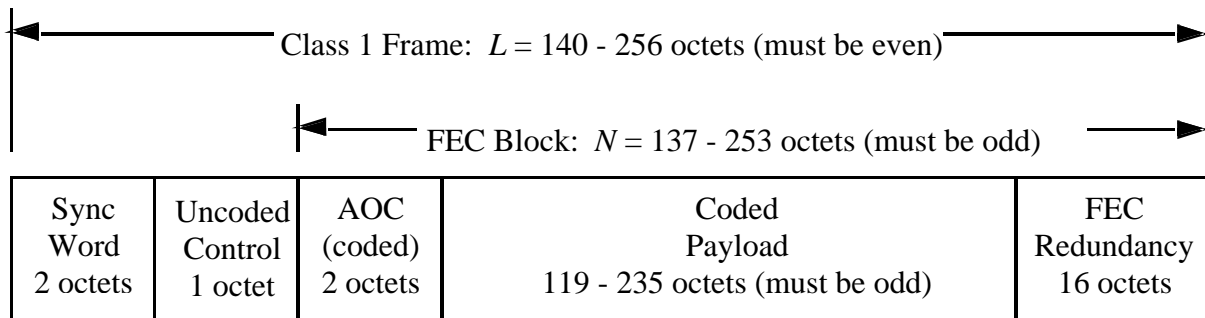 Class 1 Frame: L = 140 - 256 octets (must be even)
FEC Block: N = 137 - 253 octets (must be odd)
Sync
Word
2 octets
Uncoded
Control
1 octet
AOC
(coded)
2 octets
Coded
Payload
119 - 235 octets (must be odd)
FEC
Redundancy
16 octets